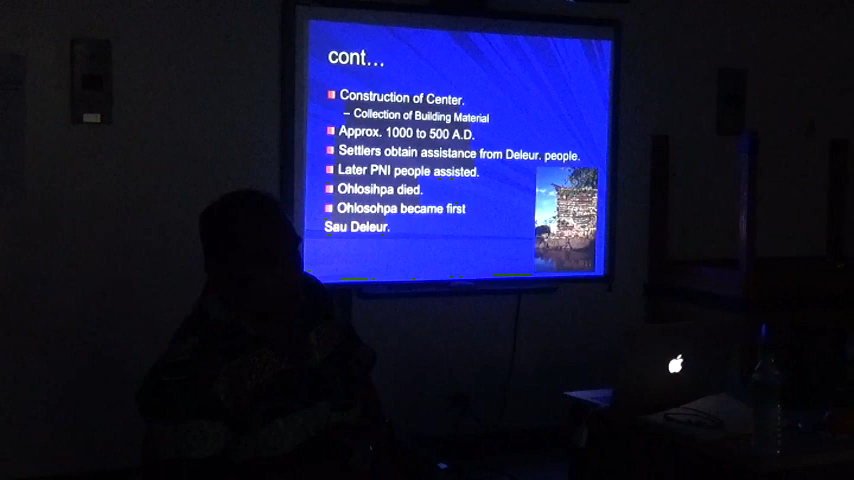 cont...
Construction of Center.
– Collection of Building Material
Approx. 1000 to 500 A.D.
Settlers obtain assistance from Deleur. people.
Later PNI people assisted.
Ohlosihpa died.
Ohlosohpa became first
Sau Deleur.